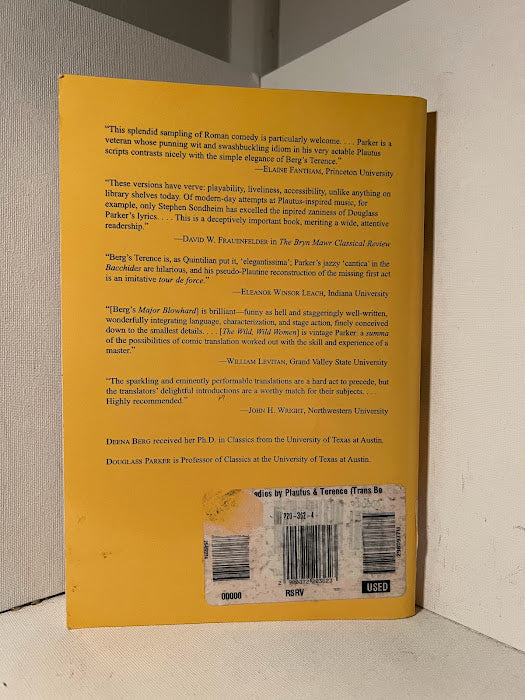 “This splendid sampling of Roman comedy is particularly welcome. . . . Parker is a
veteran whose punning wit and swashbuckling idiom in his very actable Plautus
scripts contrasts nicely with the simple elegance of Berg's Terence.”
—ELAINE FANTHAM, Princeton University
“These versions have verve: playability, liveliness, accessibility, unlike anything on
library shelves today. Of modern-day attempts at Plautus-inspired music, for
example, only Stephen Sondheim has excelled the inpired zaniness of Douglass
Parker's lyrics. . . . This is a deceptively important book, meriting a wide, attentive
readership.”
—DAVID W. FRAUENFELDER in The Bryn Mawr Classical Review
“Berg's Terence is, as Quintilian put it, ‘elegantissima’; Parker's jazzy ‘cantica’ in the
Bacchides are hilarious, and his pseudo-Plautine reconstruction of the missing first act
is an imitative tour de force.”
—ELEANOR WINSOR LEACH, Indiana University
“[Berg's Major Blowhard] is brilliant—funny as hell and staggeringly well-written,
wonderfully integrating language, characterization, and stage action, finely conceived
down to the smallest details. . . . [The Wild, Wild Women] is vintage Parker: a summa
of the possibilities of comic translation worked out with the skill and experience of a
master.”
—WILLIAM LEVITAN, Grand Valley State University
“The sparkling and eminently performable translations are a hard act to precede, but
the translators' delightful introductions are a worthy match for their subjects. . . .
Highly recommended.”
—JOHN H. WRIGHT, Northwestern University
DEENA BERG received her Ph.D. in Classics from the University of Texas at Austin.
DOUGLASS PARKER is Professor of Classics at the University of Texas at Austin.
edies by Plautus & Terence (Trans Be
00000
RSRV
USED